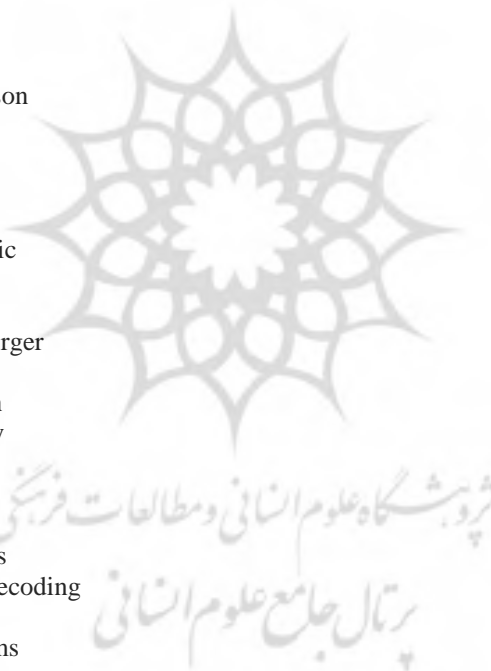 on
ic
rger
n
y
پژوهشگاه علوم انسانی و مطالعات فرهنگی
s
ecoding
پرتال جامع علوم انسانی
ns